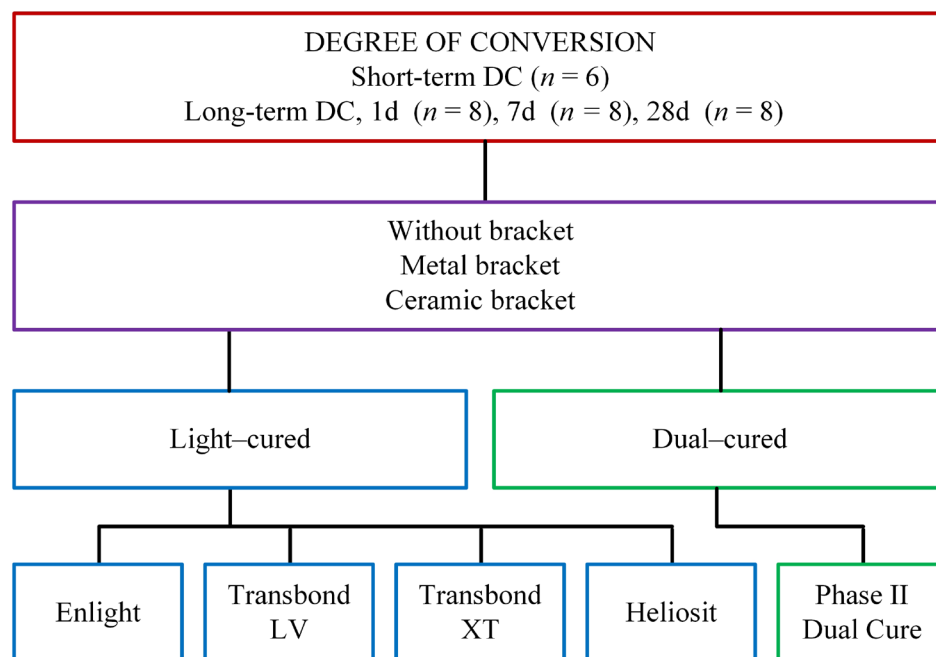 DEGREE OF CONVERSION
Short-term DC (n = 6)
Long-term DC, 1d (n = 8), 7d (n = 8), 28d (n = 8)
Without bracket
Metal bracket
Ceramic bracket
Light–cured
Dual–cured
Enlight
Transbond
LV
Transbond
XT
Heliosit
Phase II
Dual Cure